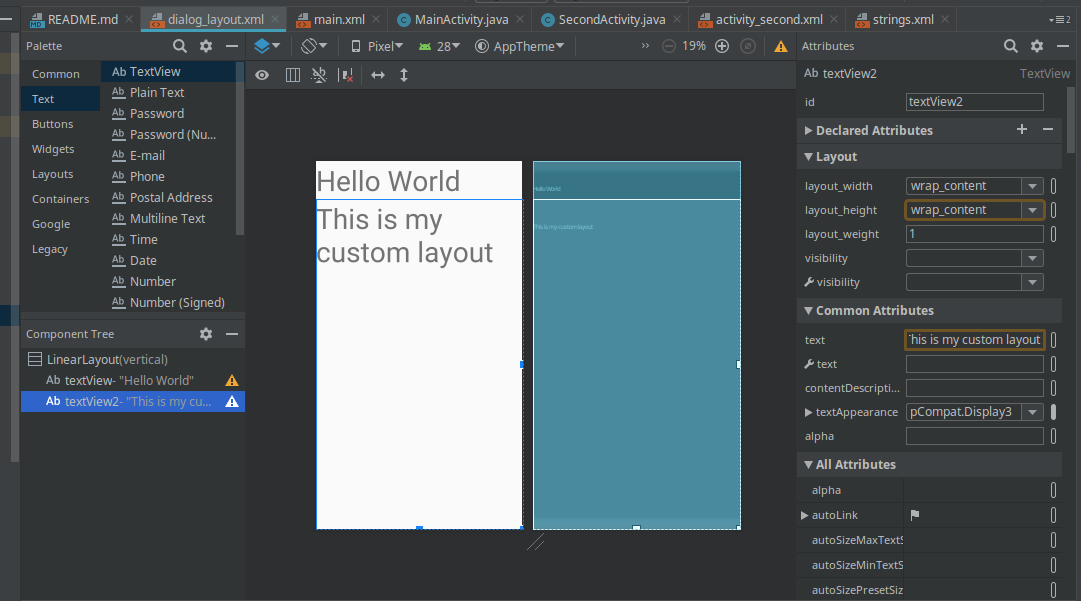 README.md dialog_layout.xml main.xml MainActivity.java SecondActivity.java activity_second.xml strings.xml 2
Palette
Pixel 28 AppTheme 19%
Attributes
Common
Text
Buttons
Widgets
Layouts
Containers
Google
Legacy
Ab TextView
Ab Plain Text
Ab Password
Ab Password (Nu...
Ab E-mail
Ab Phone
Ab Postal Address
Ab Multiline Text
Ab Time
Ab Date
Ab Number
Ab Number (Signed)
Component Tree
LinearLayout(vertical)
Ab textView- "Hello World"
Ab textView2- "This is my cu...
Hello World
This is my
custom layout
Hello World
This is my custom layout
Ab textView2 TextView
id textView2
Declared Attributes
Layout
layout_width wrap_content
layout_height wrap_content
layout_weight 1
visibility
visibility
Common Attributes
text This is my custom layout
text
contentDescripti...
textAppearance pCompat.Display3
alpha
All Attributes
alpha
autoLink
autoSizeMaxTextS
autoSizeMinTextS
autoSizePresetSiz